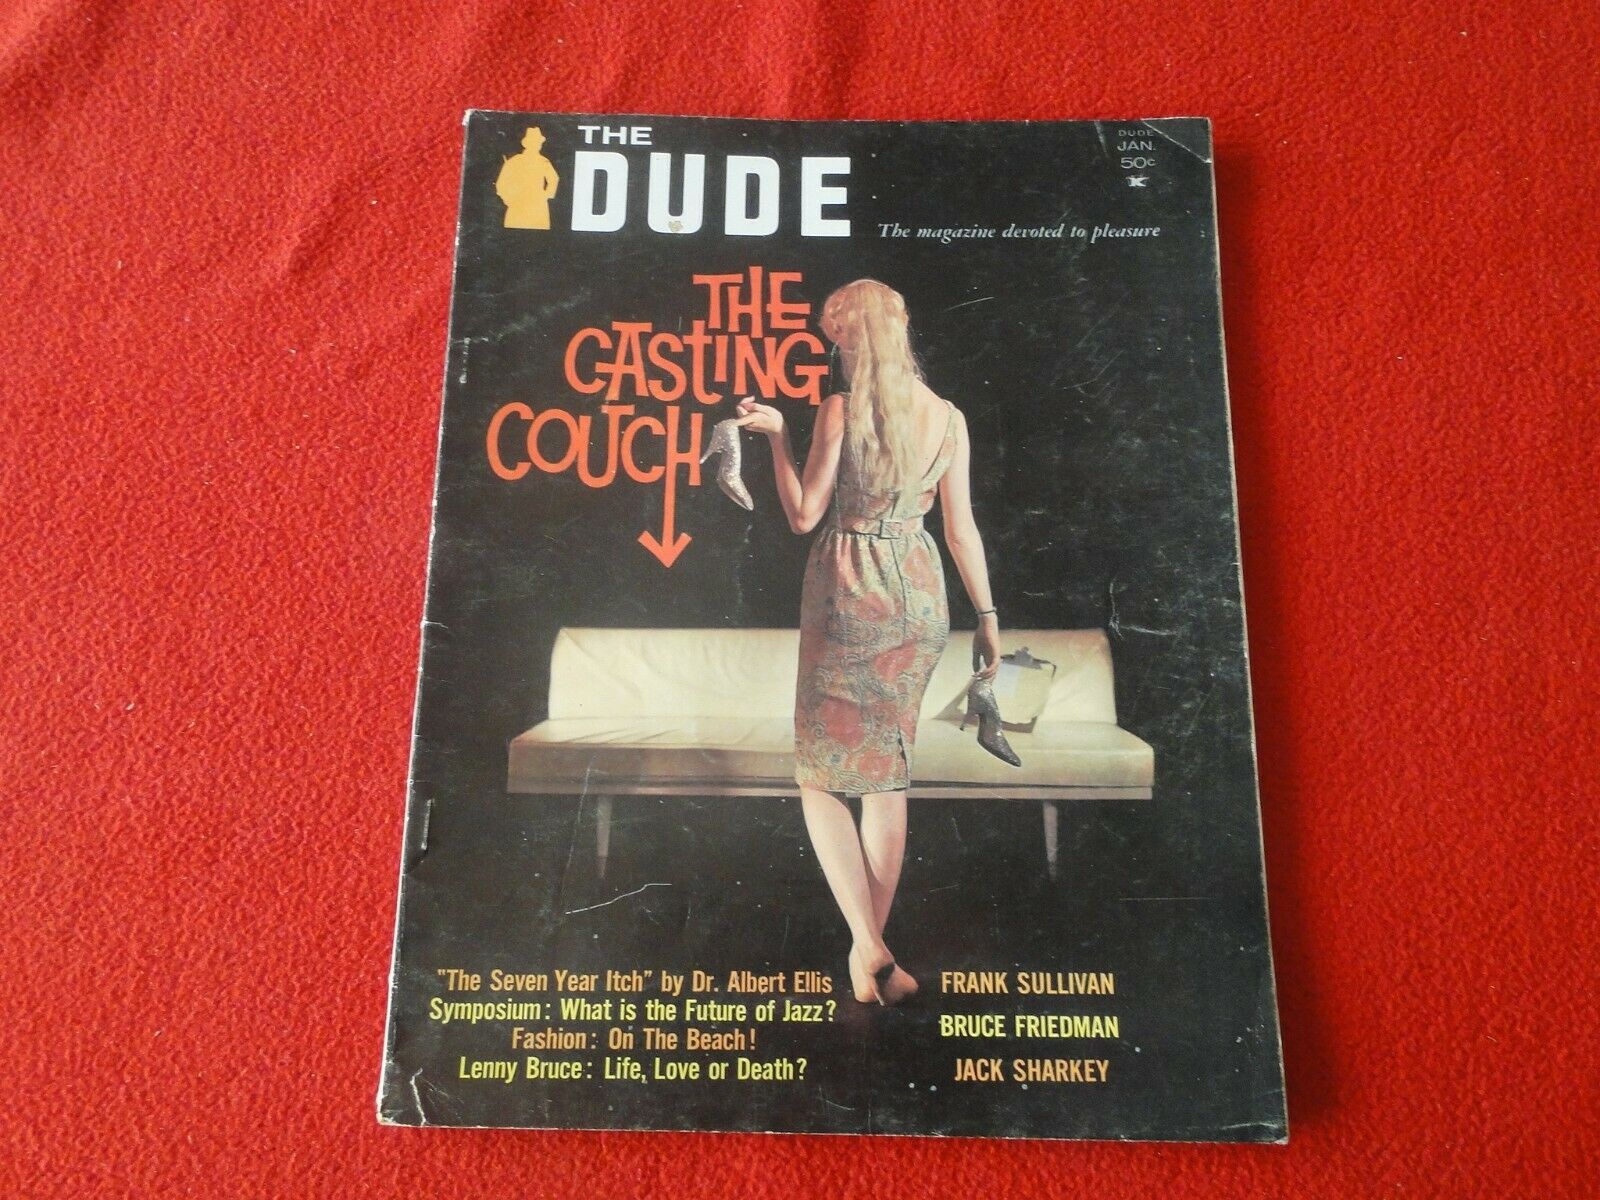 THE
DUDE
The magazine devoted to pleasure
DUDE
JAN.
50¢
K
THE
CASTING
COUCH
"The Seven Year Itch" by Dr. Albert Ellis
Symposium: What is the Future of Jazz?
Fashion: On The Beach!
Lenny Bruce: Life, Love or Death?
FRANK SULLIVAN
BRUCE FRIEDMAN
JACK SHARKEY